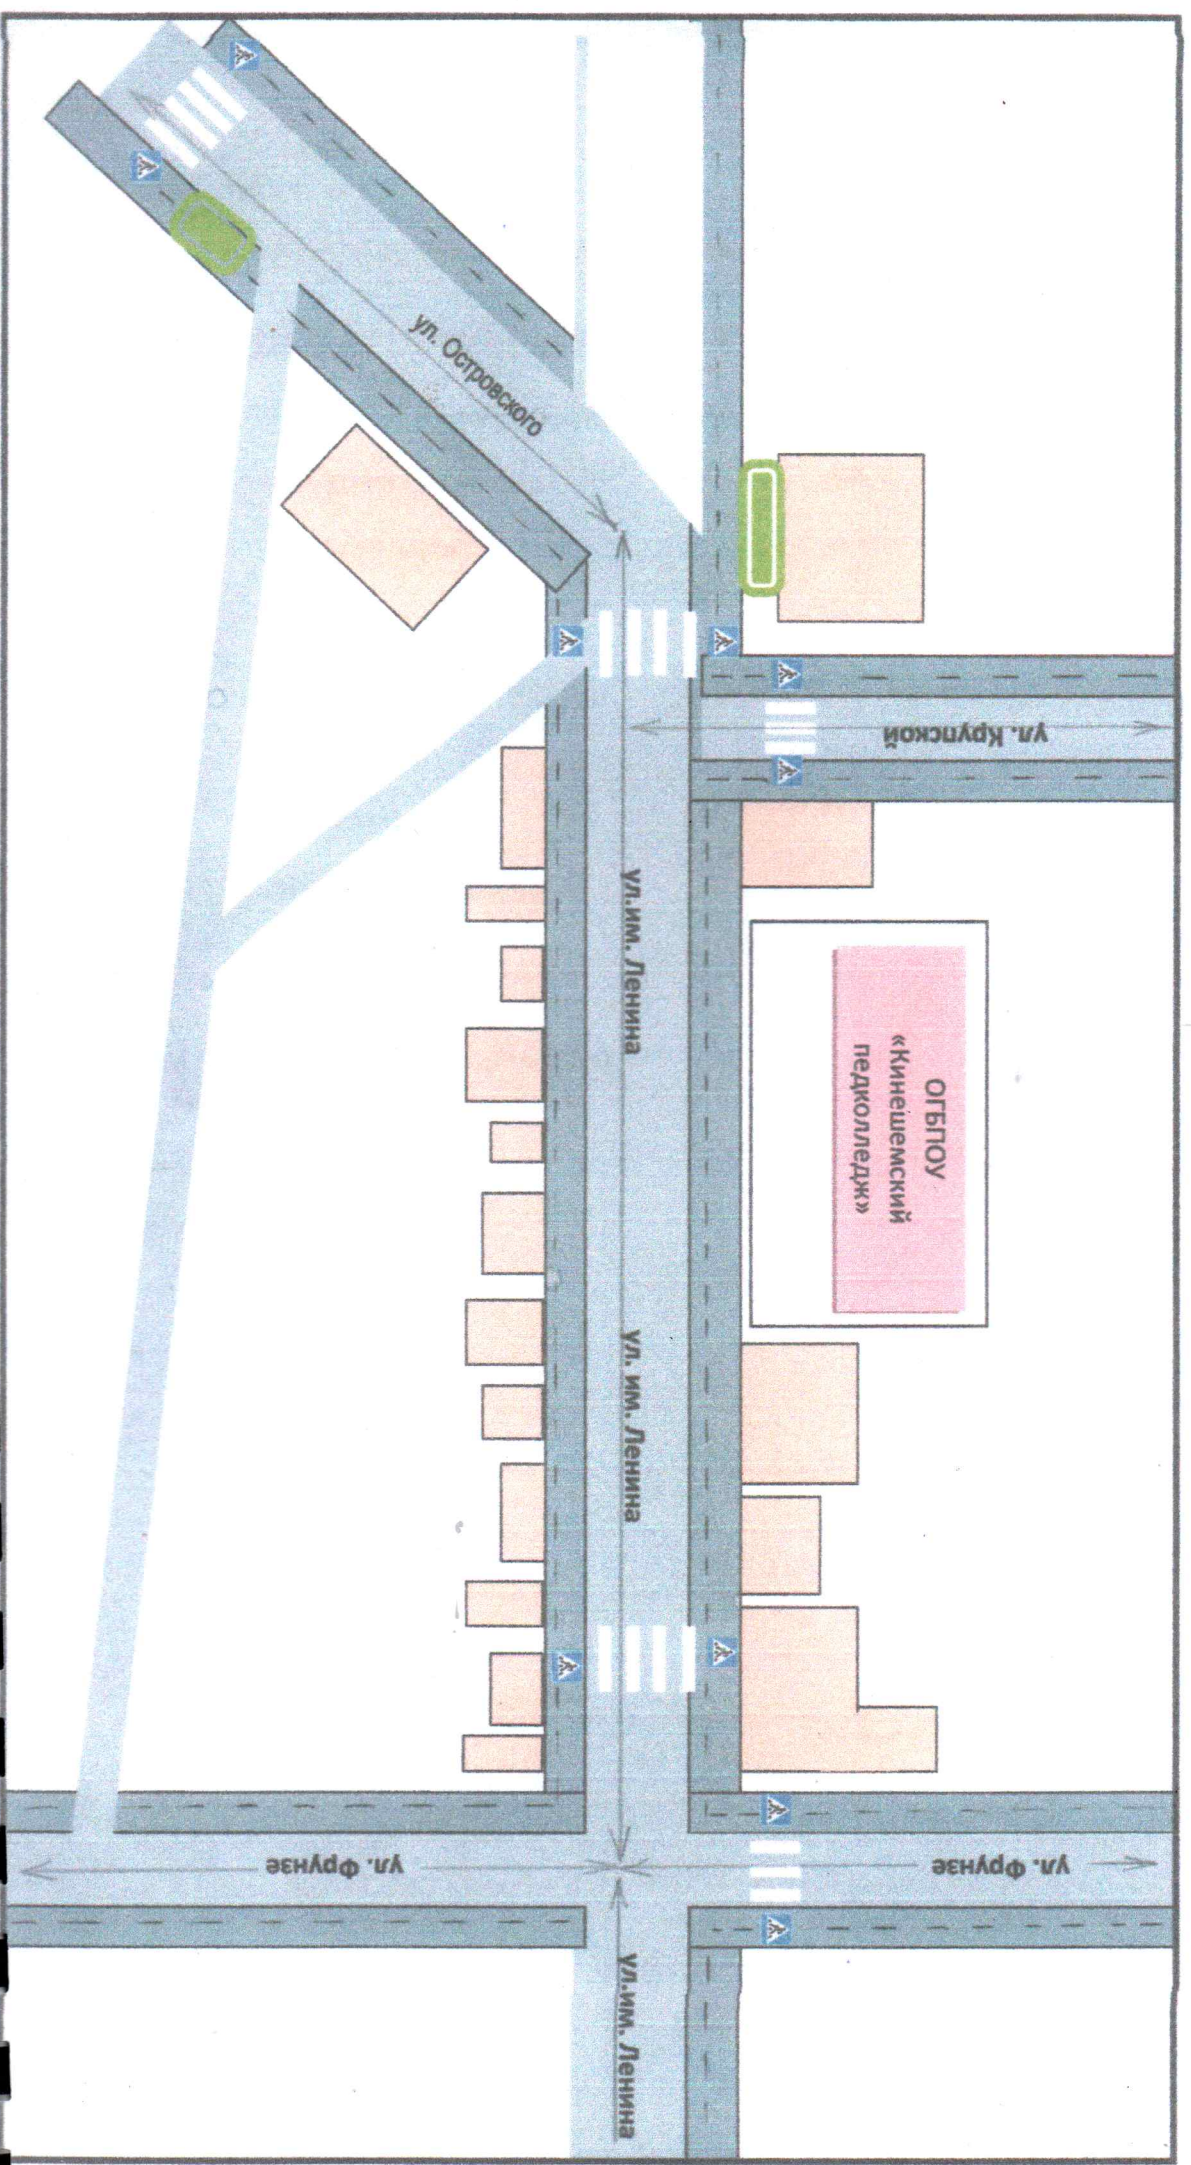 ул. Островского
ул. Крупской
ул.им. Ленина
ОГБПОУ
«Кинешемский
педколледж»
ул. им. Ленина
ул. Фрунзе
ул. Фрунзе
ул.им. Ленина